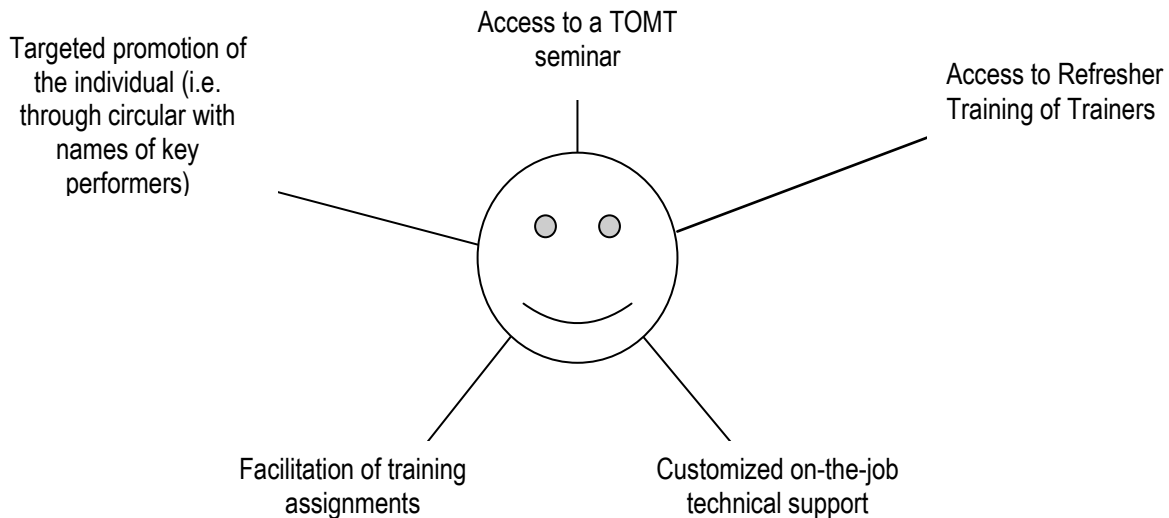 Access to a TOMT
seminar
Targeted promotion of
the individual (i.e.
through circular with
names of key
performers)
Access to Refresher
Training of Trainers
Facilitation of training
assignments
Customized on-the-job
technical support